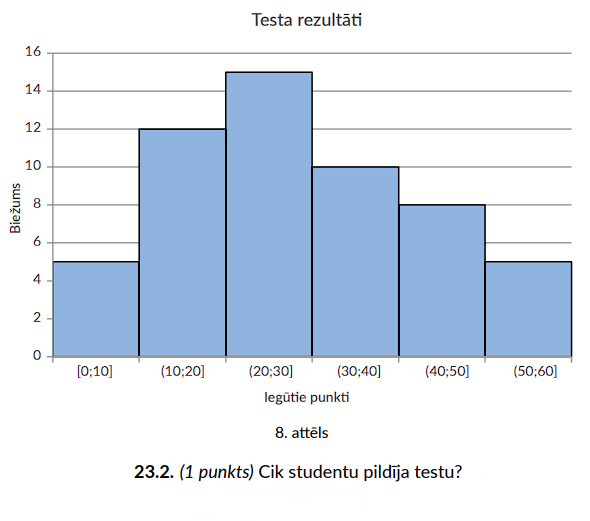 Testa rezultāti
16
14
12
10
8
6
4
2
0
Biežums
[0;10] (10;20] (20;30] (30;40] (40;50] (50;60]
Iegūtie punkti
8. attēls
23.2. (1 punkts) Cik studentu pildīja testu?